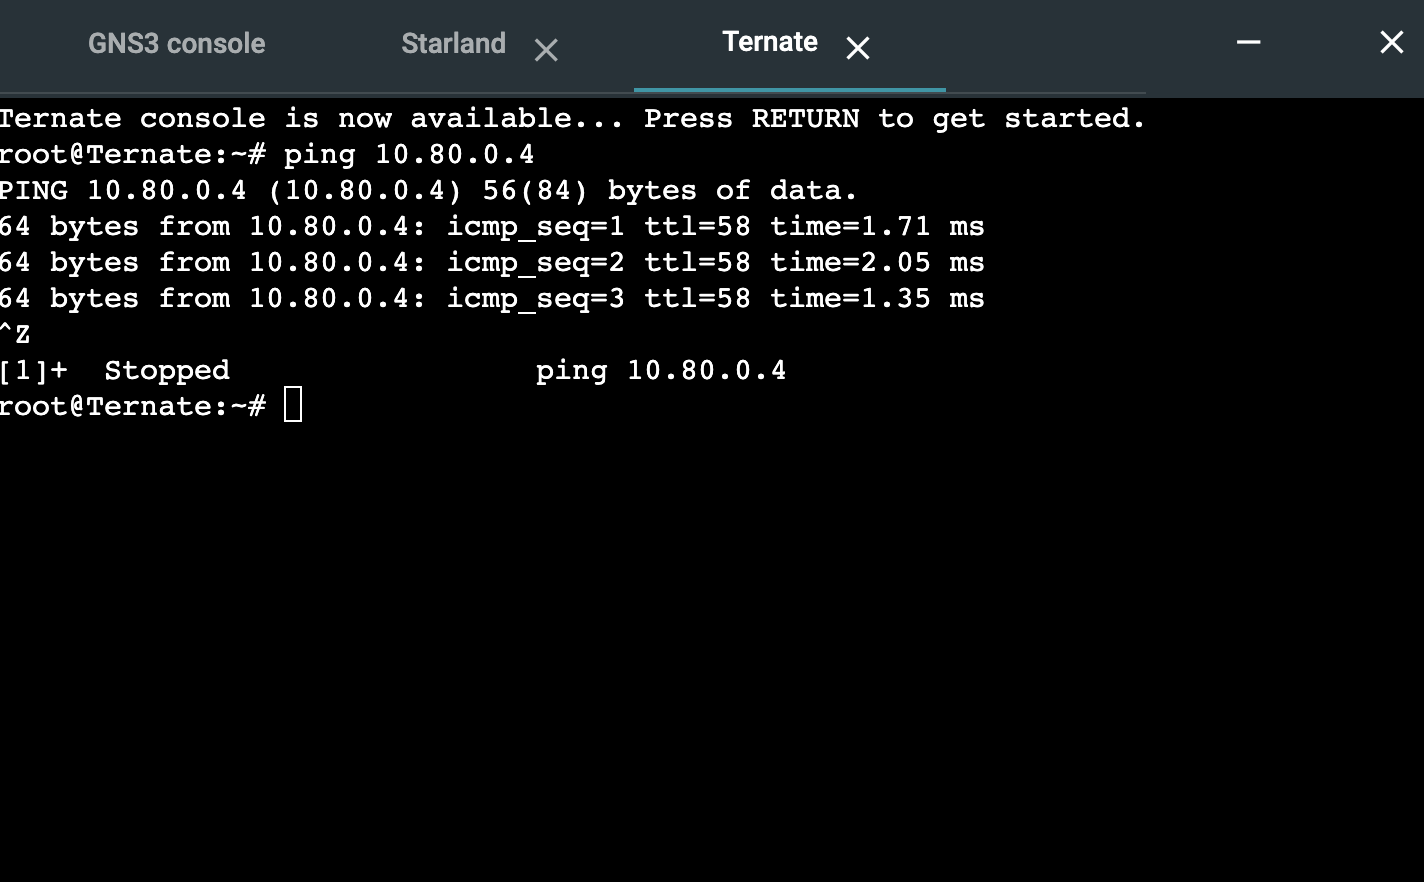 GNS3 console Starland Ternate
Ternate console is now available... Press RETURN to get started.
root@Ternate:~# ping 10.80.0.4
PING 10.80.0.4 (10.80.0.4) 56(84) bytes of data.
64 bytes from 10.80.0.4: icmp_seq=1 ttl=58 time=1.71 ms
64 bytes from 10.80.0.4: icmp_seq=2 ttl=58 time=2.05 ms
64 bytes from 10.80.0.4: icmp_seq=3 ttl=58 time=1.35 ms
^Z
[1]+  Stopped                 ping 10.80.0.4
root@Ternate:~#